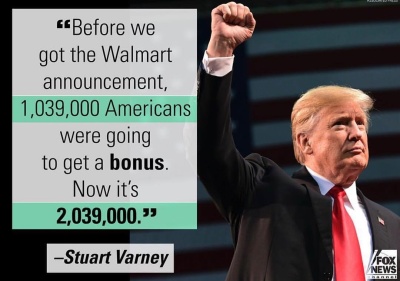 “Before we
got the Walmart
announcement,
1,039,000 Americans
were going
to get a bonus.
Now it’s
2,039,000.”
–Stuart Varney
FOX
NEWS
channel